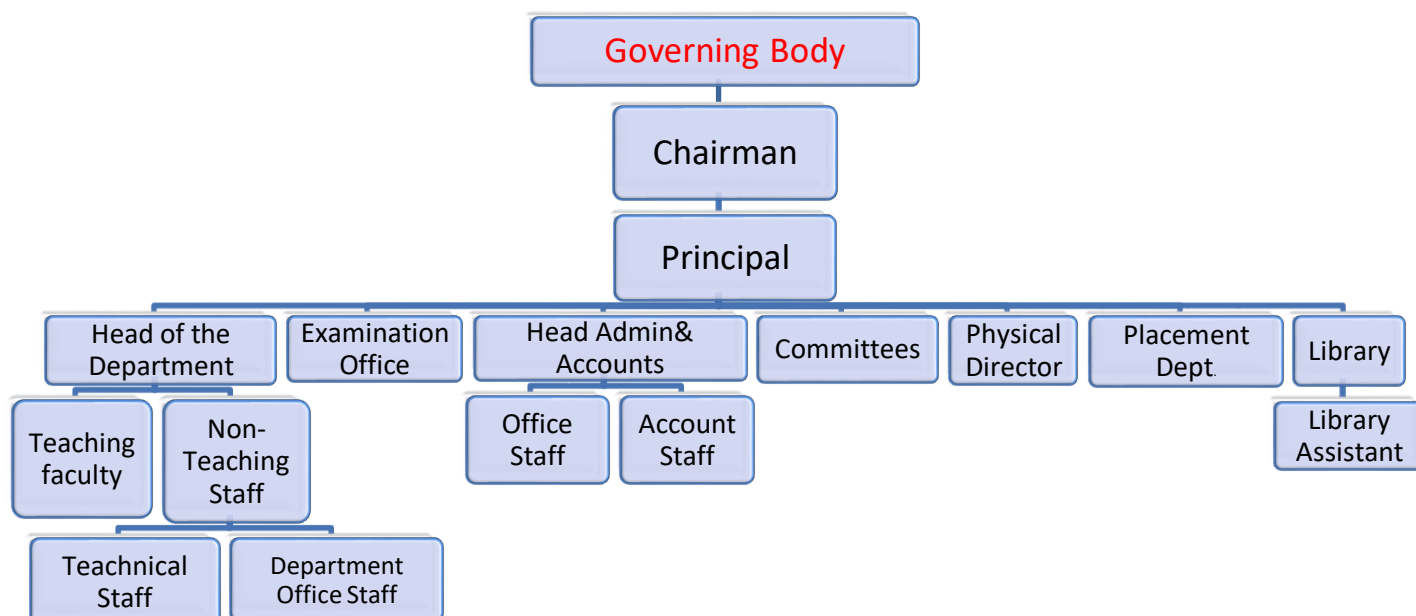 Governing Body
Chairman
Principal
Head of the
Department
Examination
Office
Head Admin&
Accounts
Committees
Physical
Director
Placement
Dept.
Library
Teaching
faculty
Non-
Teaching
Staff
Office
Staff
Account
Staff
Library
Assistant
Teachnical
Staff
Department
Office Staff